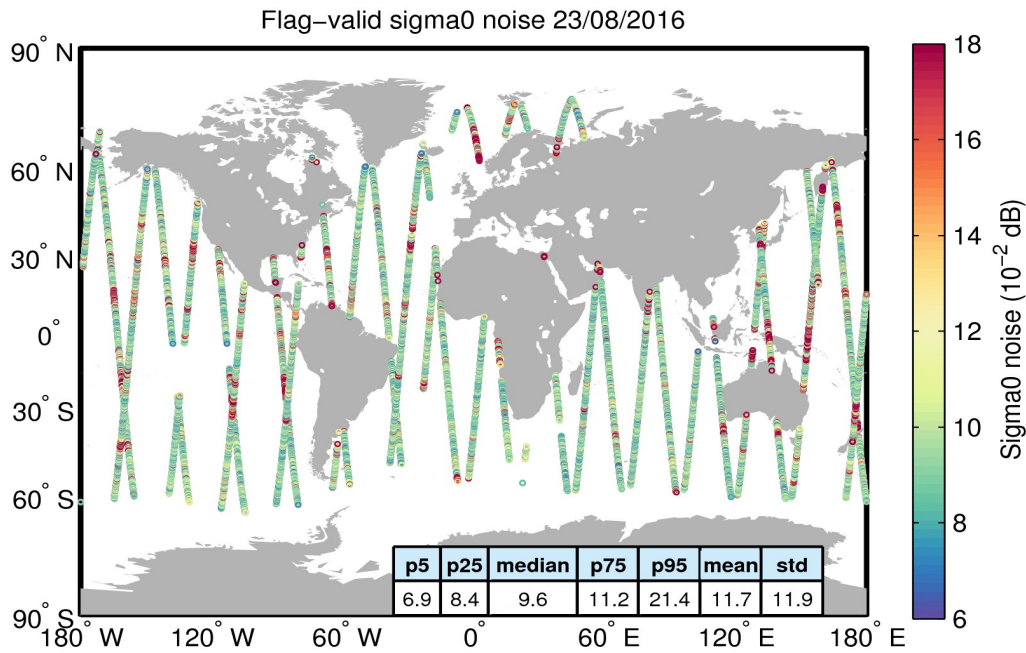 Flag−valid sigma0 noise 23/08/2016
90° N
60° N
30° N
0°
30° S
60° S
90° S
180° W
120° W
60° W
0°
60° E
120° E
180° E
p5 p25 median p75 p95 mean std
6.9 8.4 9.6 11.2 21.4 11.7 11.9
18
16
14
12
10
8
6
Sigma0 noise (10⁻² dB)